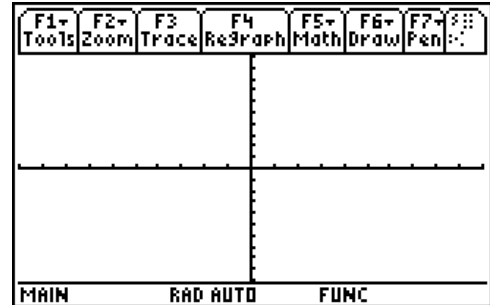 F1 F2 F3 F4 F5 F6 F7
Tools Zoom Trace ReGraph Math Draw Pen
MAIN RAD AUTO FUNC